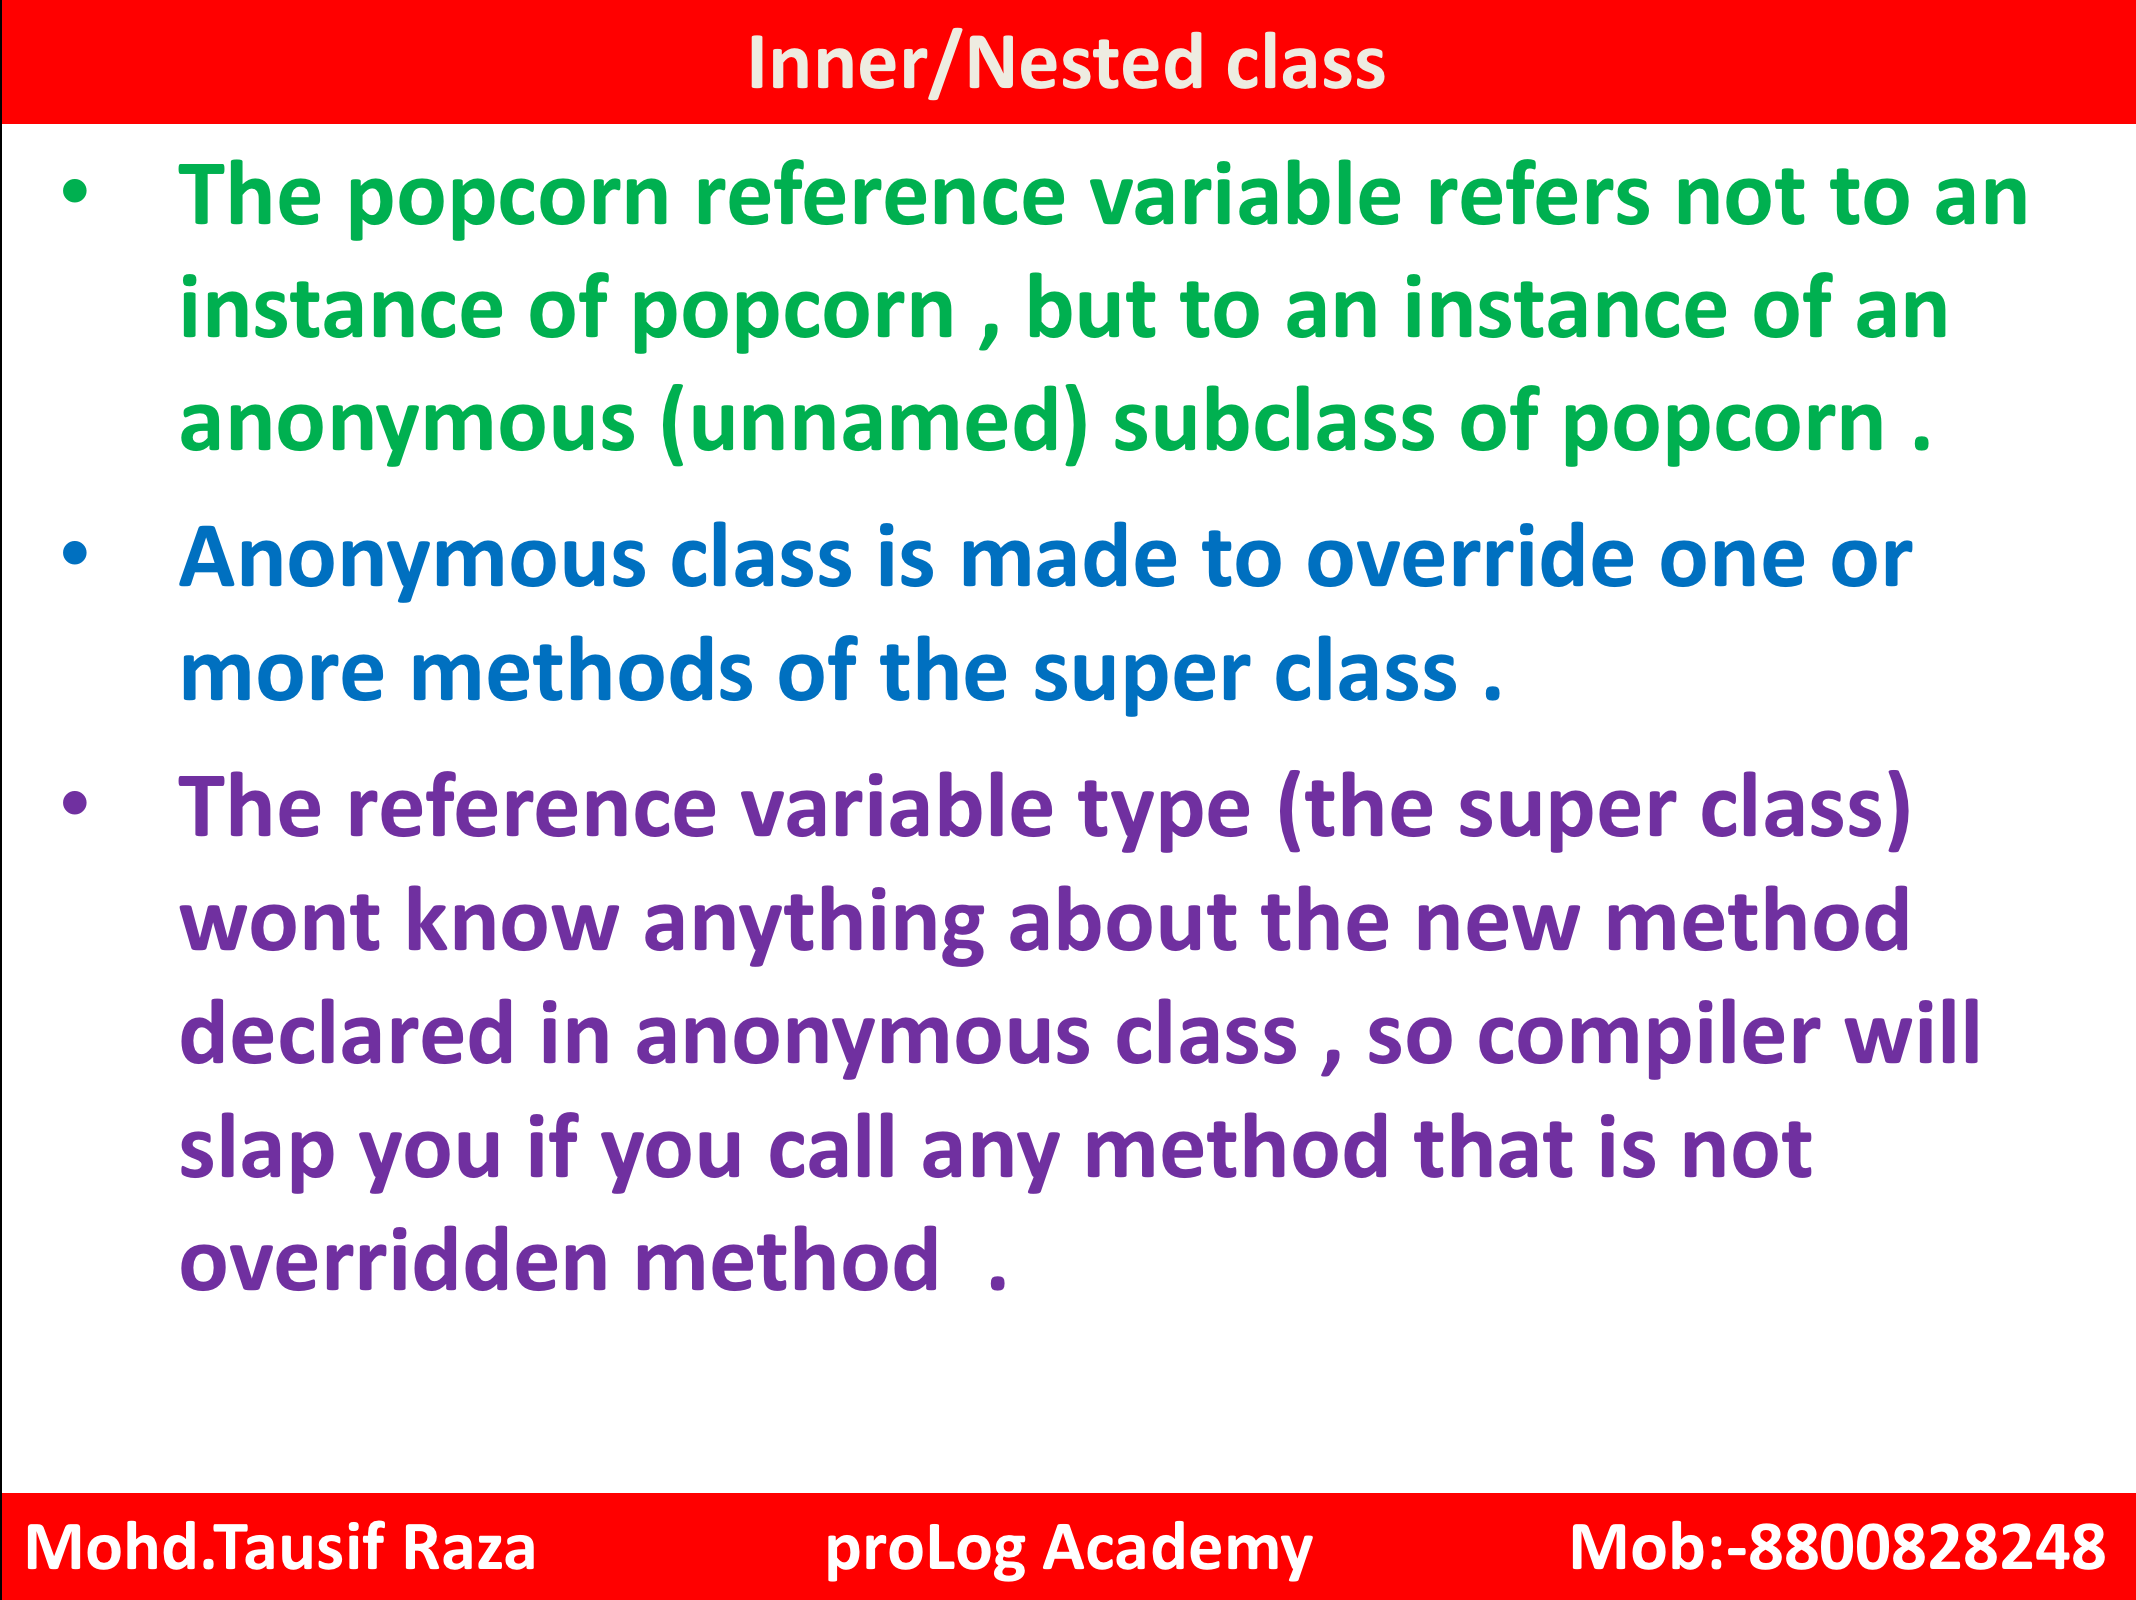 Inner/Nested class
• The popcorn reference variable refers not to an
instance of popcorn , but to an instance of an
anonymous (unnamed) subclass of popcorn .
• Anonymous class is made to override one or
more methods of the super class .
• The reference variable type (the super class)
wont know anything about the new method
declared in anonymous class , so compiler will
slap you if you call any method that is not
overridden method  .
Mohd.Tausif Raza proLog Academy Mob:-8800828248